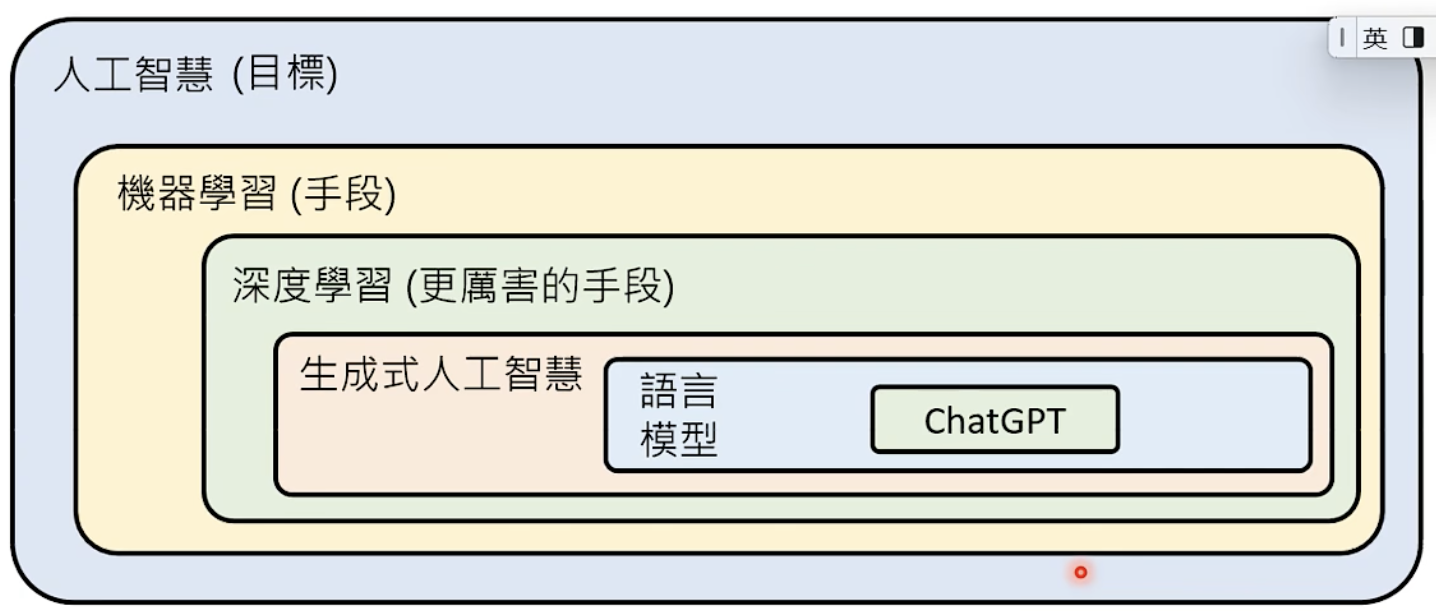 英
人工智慧 (目標)
機器學習 (手段)
深度學習 (更厲害的手段)
生成式人工智慧
語言
模型
ChatGPT